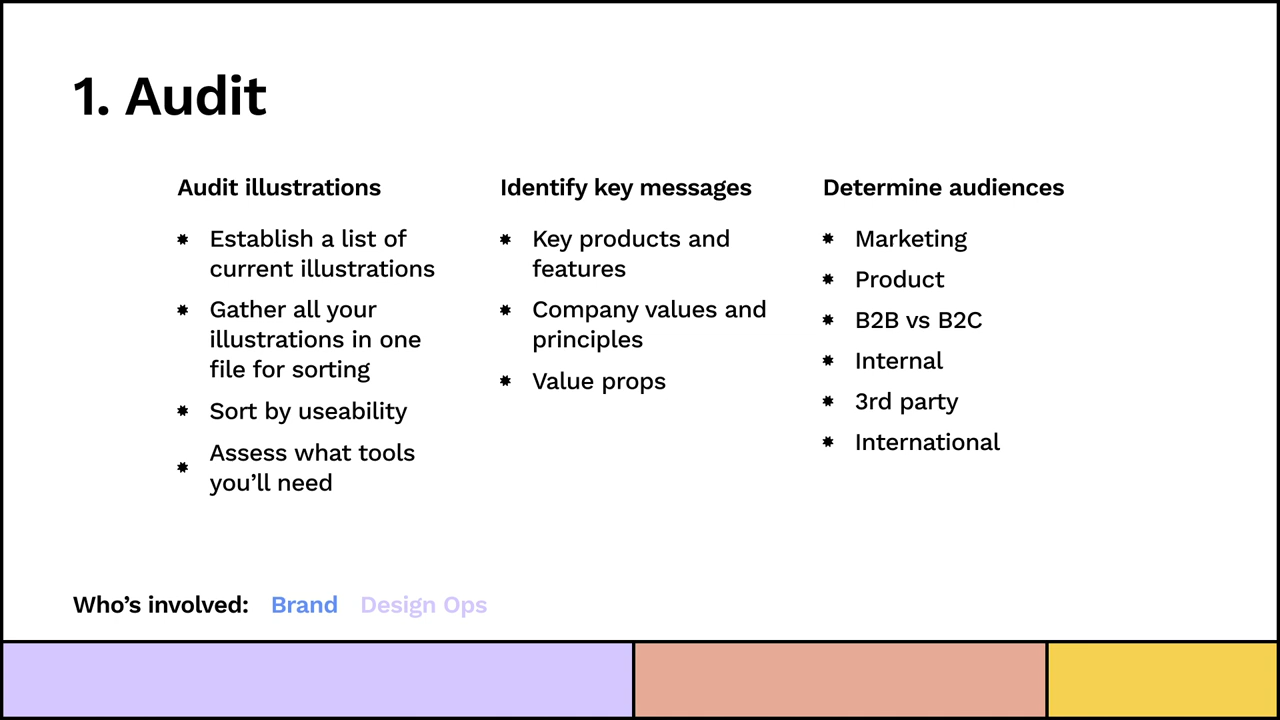 1. Audit
Audit illustrations
Establish a list of
current illustrations
Gather all your
illustrations in one
file for sorting
Sort by useability
Assess what tools
you’ll need
Identify key messages
Key products and
features
Company values and
principles
Value props
Determine audiences
Marketing
Product
B2B vs B2C
Internal
3rd party
International
Who’s involved: Brand Design Ops